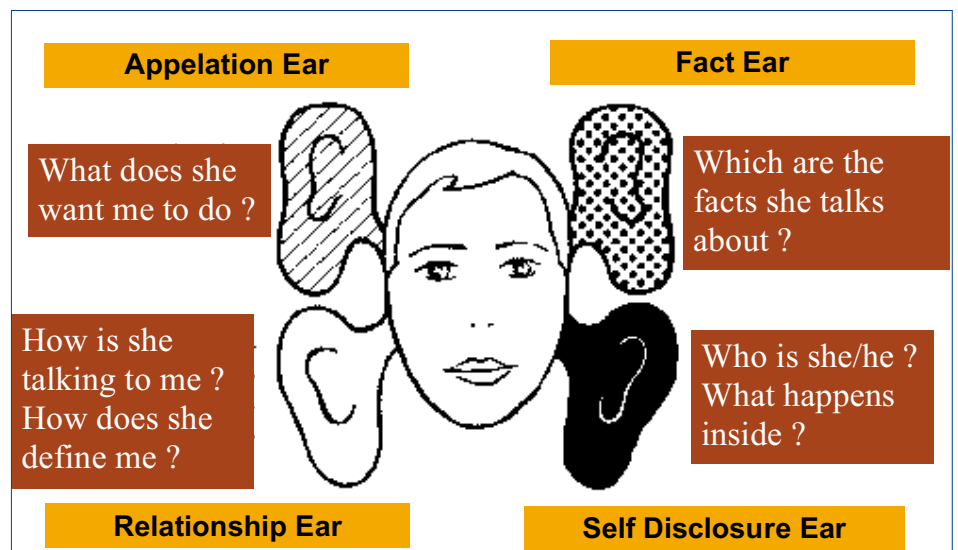 Appelation Ear
Fact Ear
What does she
want me to do ?
Which are the
facts she talks
about ?
How is she
talking to me ?
How does she
define me ?
Who is she/he ?
What happens
inside ?
Relationship Ear
Self Disclosure Ear